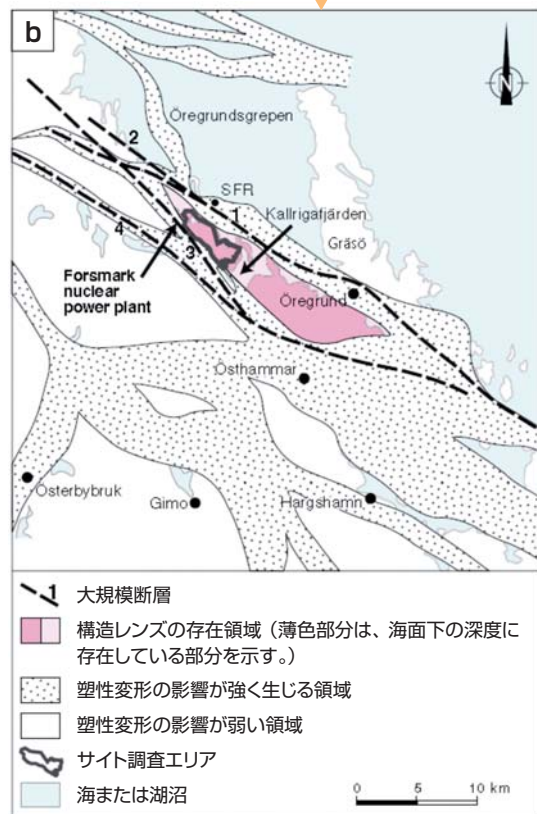 b
N
Öregrundsgrepen
2
SFR
1
Kallrigafjärden
Gräsö
4
3
Forsmark
nuclear
power plant
Öregrund
Östhammar
Österbybruk
Gimo
Hargshamn
1 大規模断層
構造レンズの存在領域（薄色部分は、海面下の深度に
存在している部分を示す。）
塑性変形の影響が強く生じる領域
塑性変形の影響が弱い領域
サイト調査エリア
海または湖沼
0 5 10 km